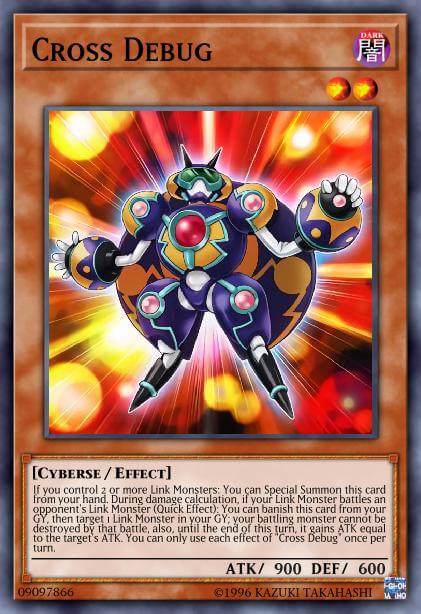 CROSS DEBUG
DARK
闇
[CYBERSE / EFFECT]
If you control 2 or more Link Monsters: You can Special Summon this card
from your hand. During damage calculation, if your Link Monster battles an
opponent's Link Monster (Quick Effect): You can banish this card from your
GY, then target 1 Link Monster in your GY; your battling monster cannot be
destroyed by that battle, also, until the end of this turn, it gains ATK equal
to the target's ATK. You can only use each effect of "Cross Debug" once per
turn.
ATK/ 900 DEF/ 600
09097866
©1996 KAZUKI TAKAHASHI